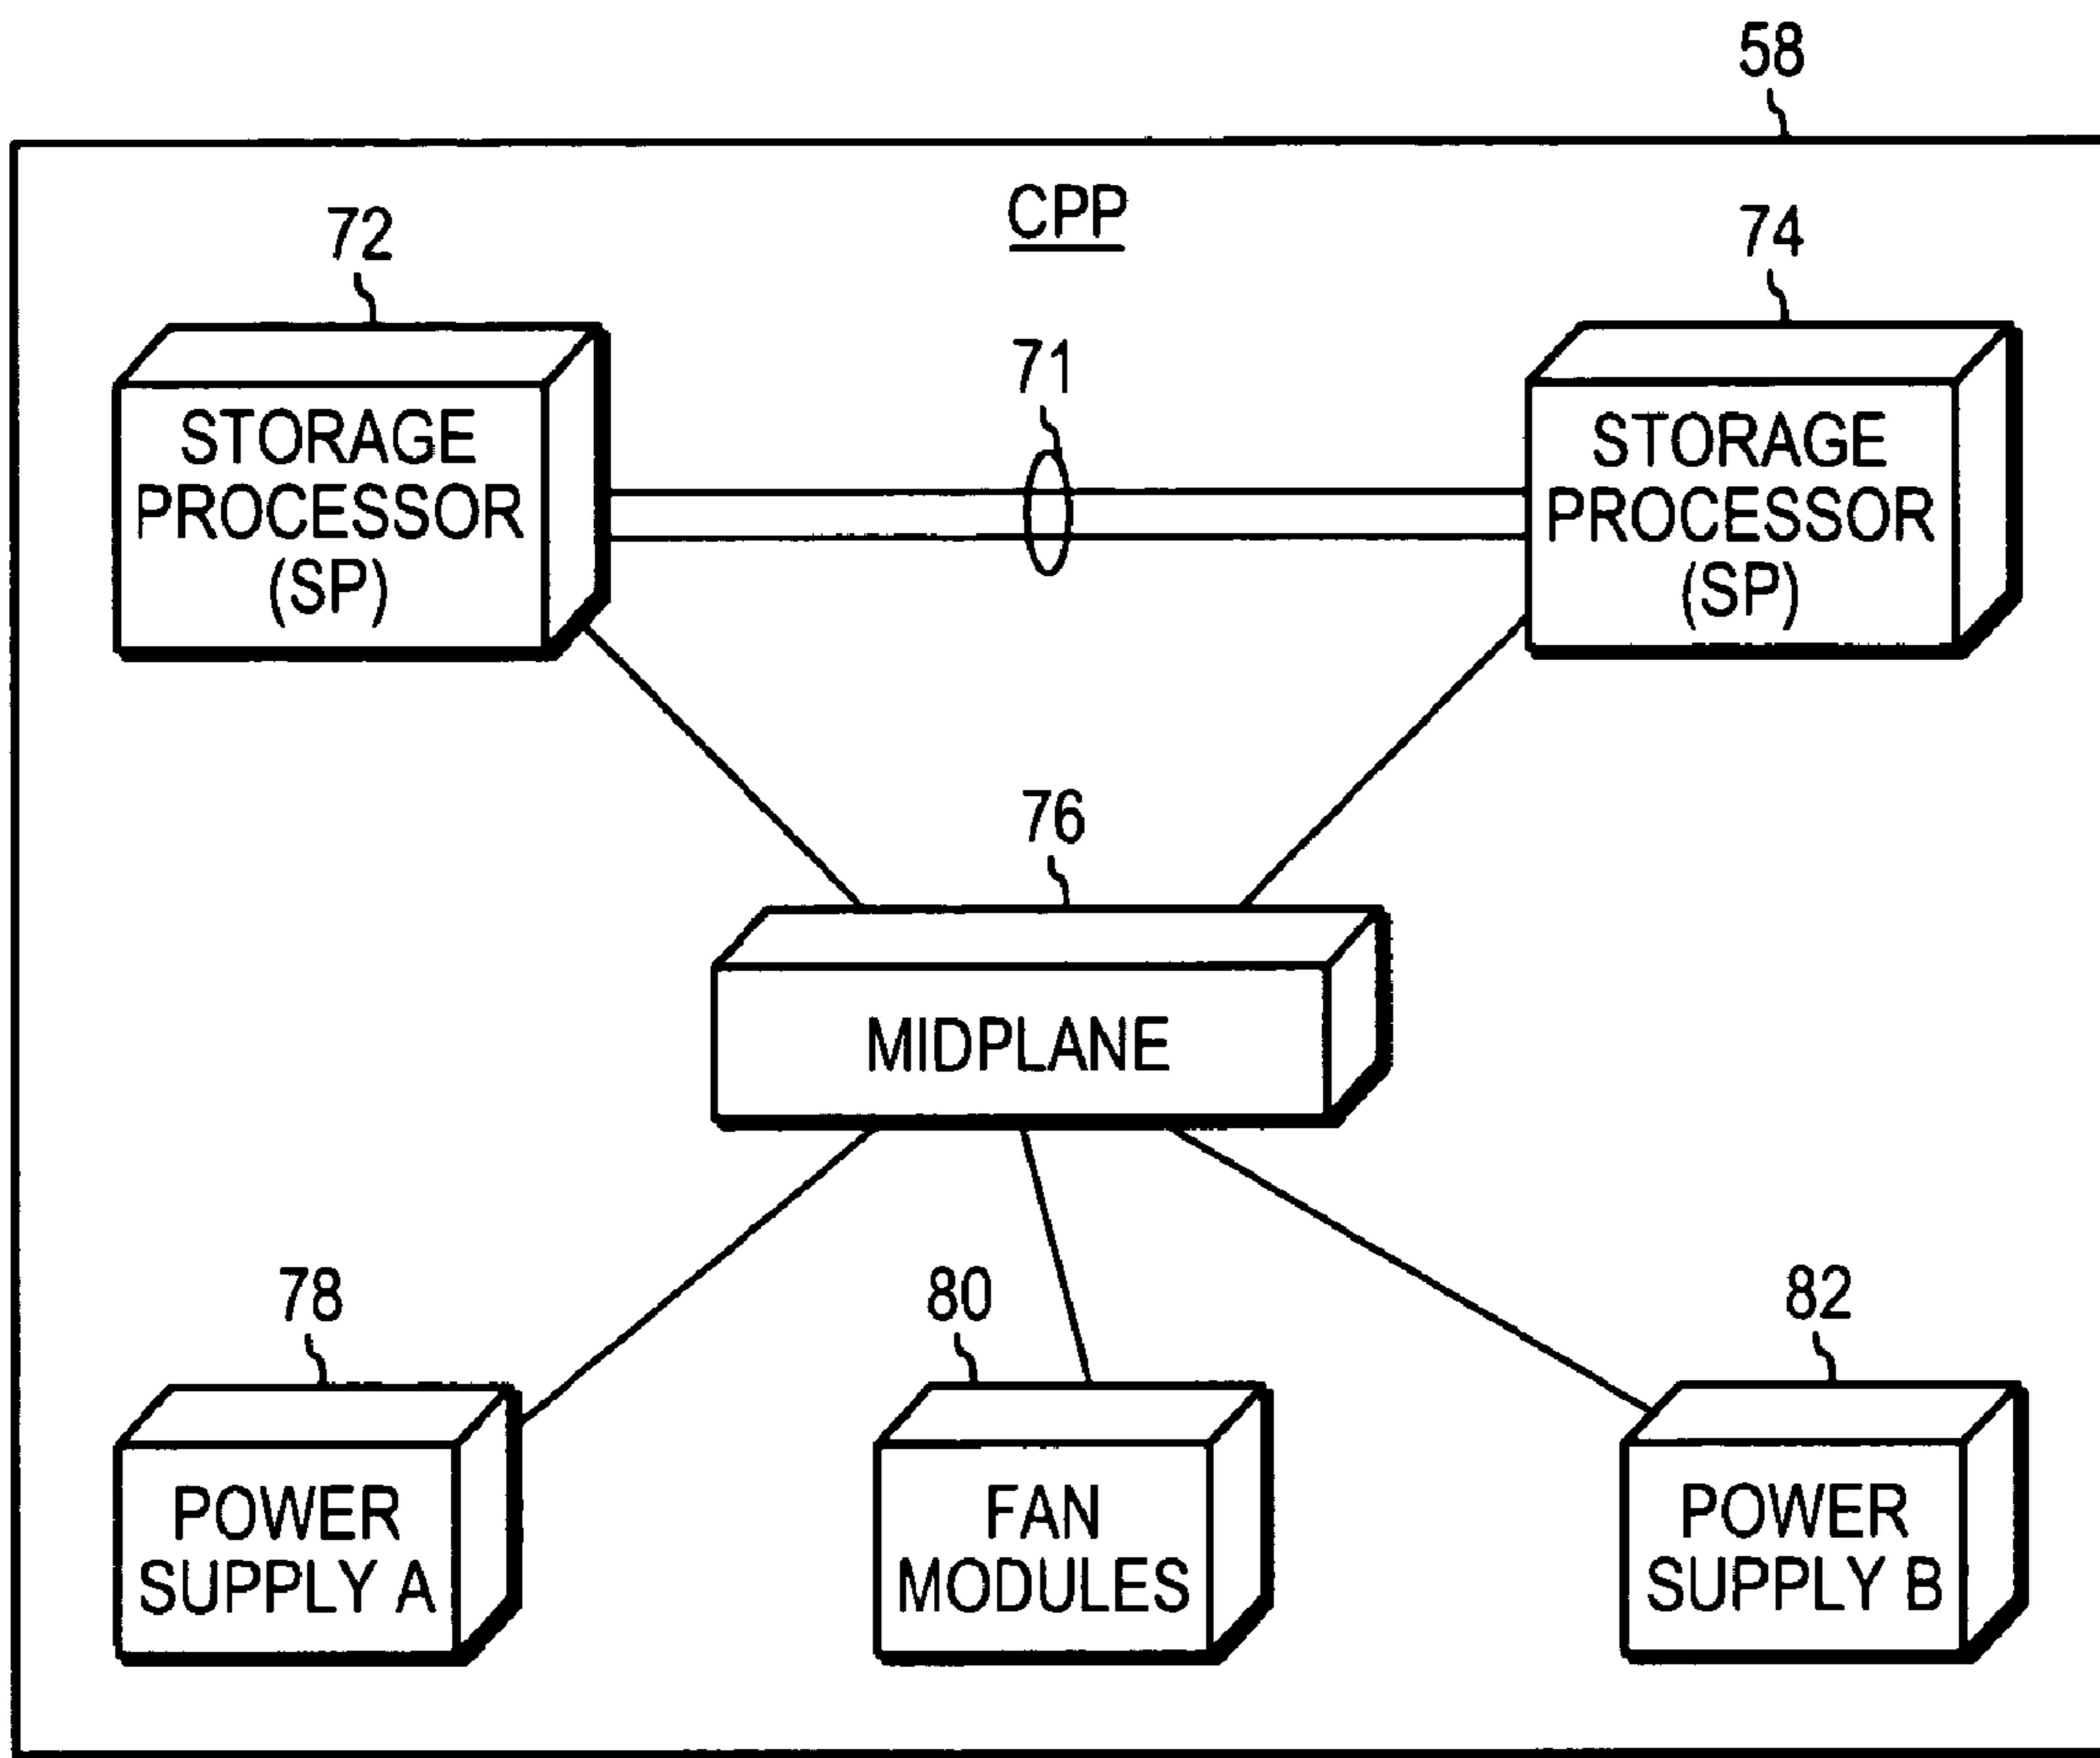 58
CPP
72
74
71
STORAGE
PROCESSOR
(SP)
STORAGE
PROCESSOR
(SP)
76
MIDPLANE
78
80
82
POWER
SUPPLY A
FAN
MODULES
POWER
SUPPLY B